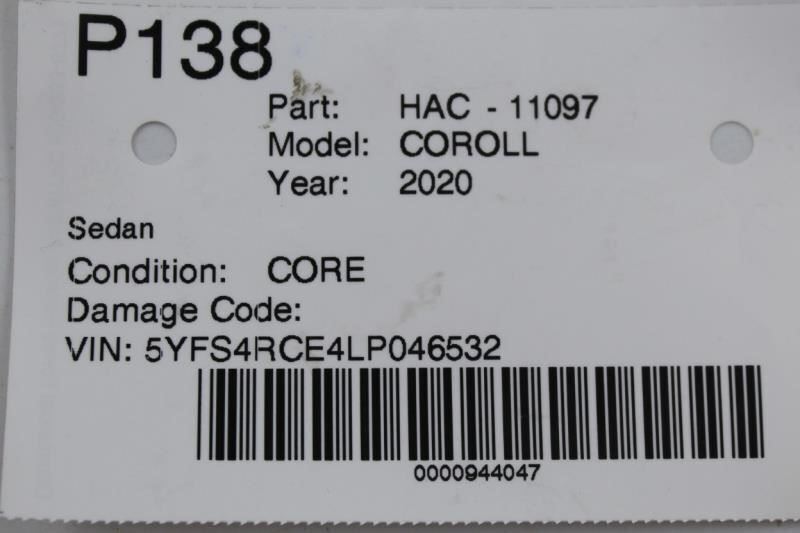 P138
Part: HAC - 11097
Model: COROLL
Year: 2020
Sedan
Condition: CORE
Damage Code:
VIN: 5YFS4RCE4LP046532
0000944047